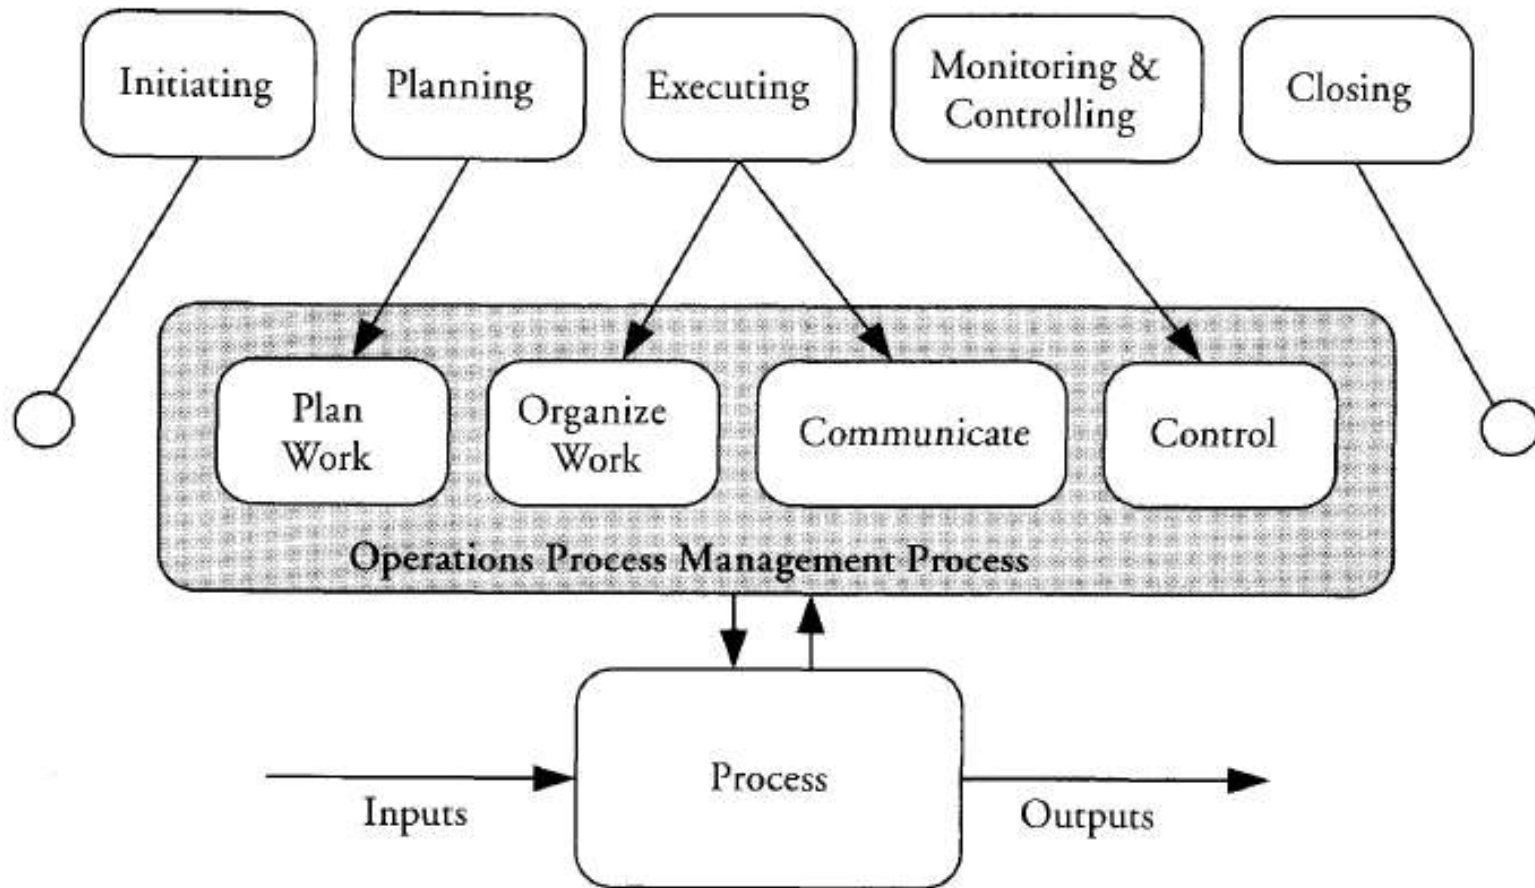 Initiating
Planning
Executing
Monitoring &
Controlling
Closing
Plan
Work
Organize
Work
Communicate
Control
Operations Process Management Process
Process
Inputs
Outputs